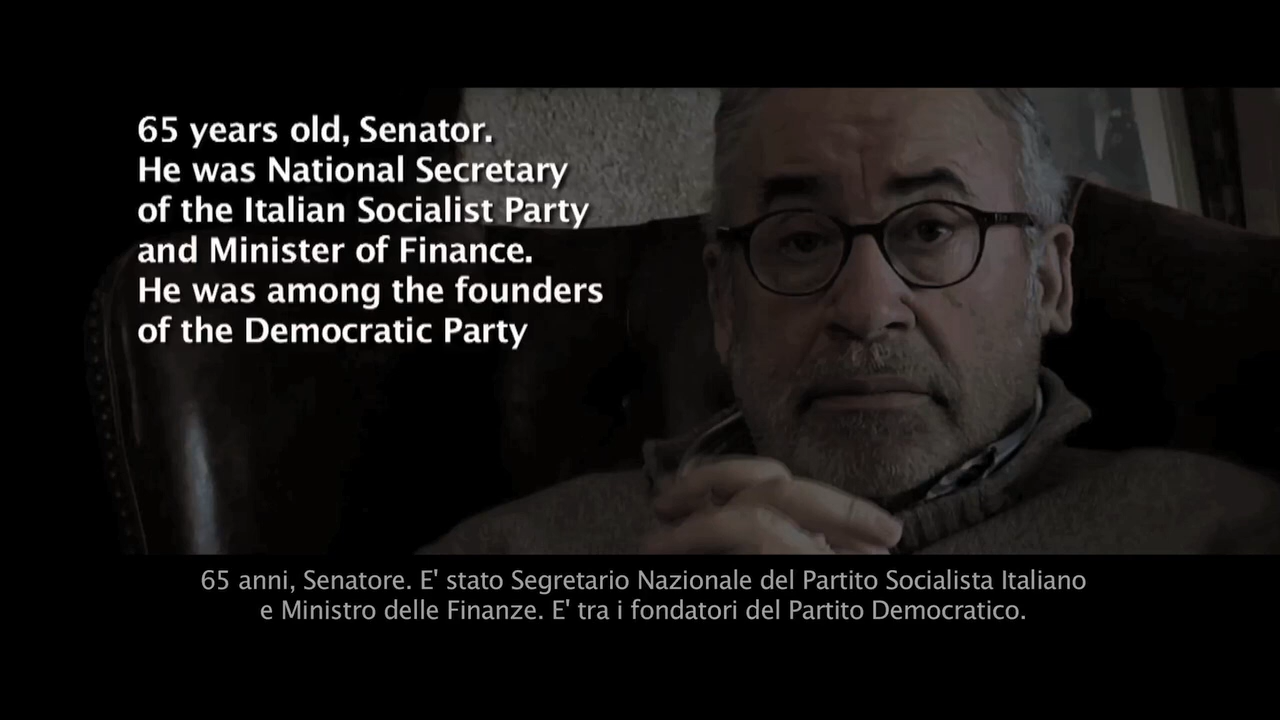 65 years old, Senator.
He was National Secretary
of the Italian Socialist Party
and Minister of Finance.
He was among the founders
of the Democratic Party
65 anni, Senatore. E' stato Segretario Nazionale del Partito Socialista Italiano
e Ministro delle Finanze. E' tra i fondatori del Partito Democratico.